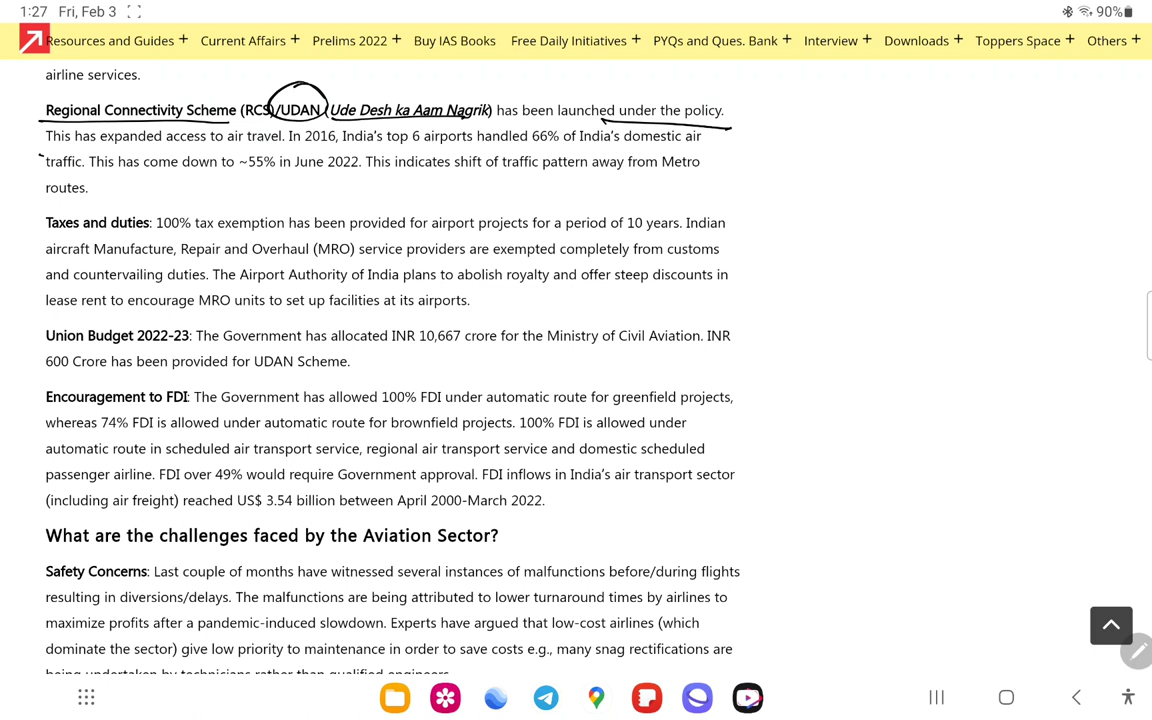 1:27 Fri, Feb 3 90%
Resources and Guides + Current Affairs + Prelims 2022 + Buy IAS Books Free Daily Initiatives + PYQs and Ques. Bank + Interview + Downloads + Toppers Space + Others +
airline services.
Regional Connectivity Scheme (RCS)/UDAN (Ude Desh ka Aam Nagrik) has been launched under the policy.
This has expanded access to air travel. In 2016, India's top 6 airports handled 66% of India's domestic air
traffic. This has come down to ~55% in June 2022. This indicates shift of traffic pattern away from Metro
routes.
Taxes and duties: 100% tax exemption has been provided for airport projects for a period of 10 years. Indian
aircraft Manufacture, Repair and Overhaul (MRO) service providers are exempted completely from customs
and countervailing duties. The Airport Authority of India plans to abolish royalty and offer steep discounts in
lease rent to encourage MRO units to set up facilities at its airports.
Union Budget 2022-23: The Government has allocated INR 10,667 crore for the Ministry of Civil Aviation. INR
600 Crore has been provided for UDAN Scheme.
Encouragement to FDI: The Government has allowed 100% FDI under automatic route for greenfield projects,
whereas 74% FDI is allowed under automatic route for brownfield projects. 100% FDI is allowed under
automatic route in scheduled air transport service, regional air transport service and domestic scheduled
passenger airline. FDI over 49% would require Government approval. FDI inflows in India's air transport sector
(including air freight) reached US$ 3.54 billion between April 2000-March 2022.
What are the challenges faced by the Aviation Sector?
Safety Concerns: Last couple of months have witnessed several instances of malfunctions before/during flights
resulting in diversions/delays. The malfunctions are being attributed to lower turnaround times by airlines to
maximize profits after a pandemic-induced slowdown. Experts have argued that low-cost airlines (which
dominate the sector) give low priority to maintenance in order to save costs e.g., many snag rectifications are
being undertaken by technicians rather than qualified engineers.